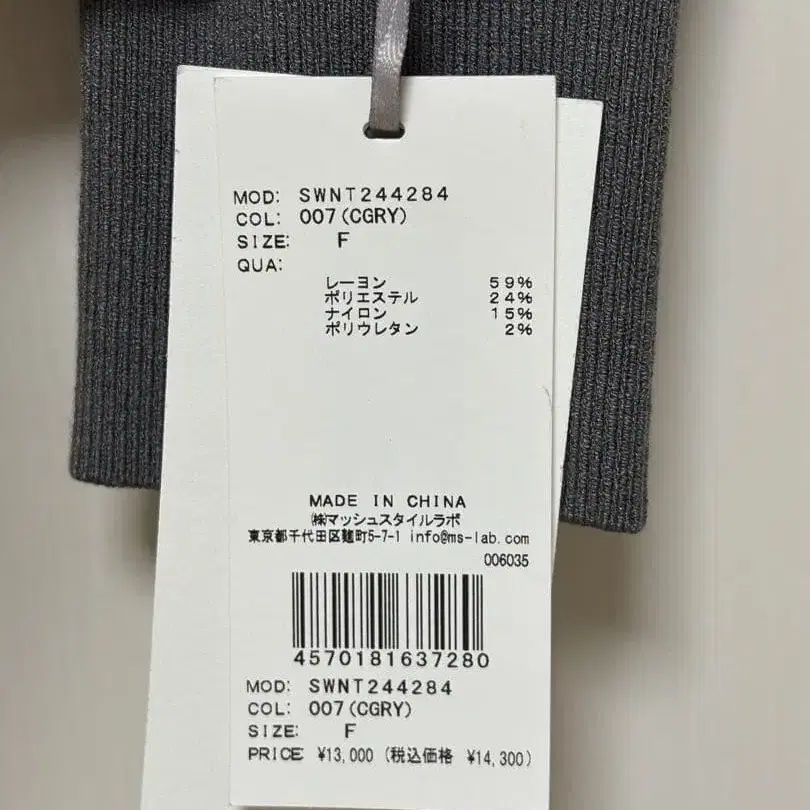 MOD: SWNT244284
COL: 007(CGRY)
SIZE: F
QUA:
レーヨン 59%
ポリエステル 24%
ナイロン 15%
ポリウレタン 2%
MADE IN CHINA
㈱マッシュスタイルラボ
東京都千代田区麹町5-7-1 info@ms-lab.com
006035
4570181637280
MOD: SWNT244284
COL: 007(CGRY)
SIZE: F
PRICE: ¥13,000 (税込価格 ¥14,300)